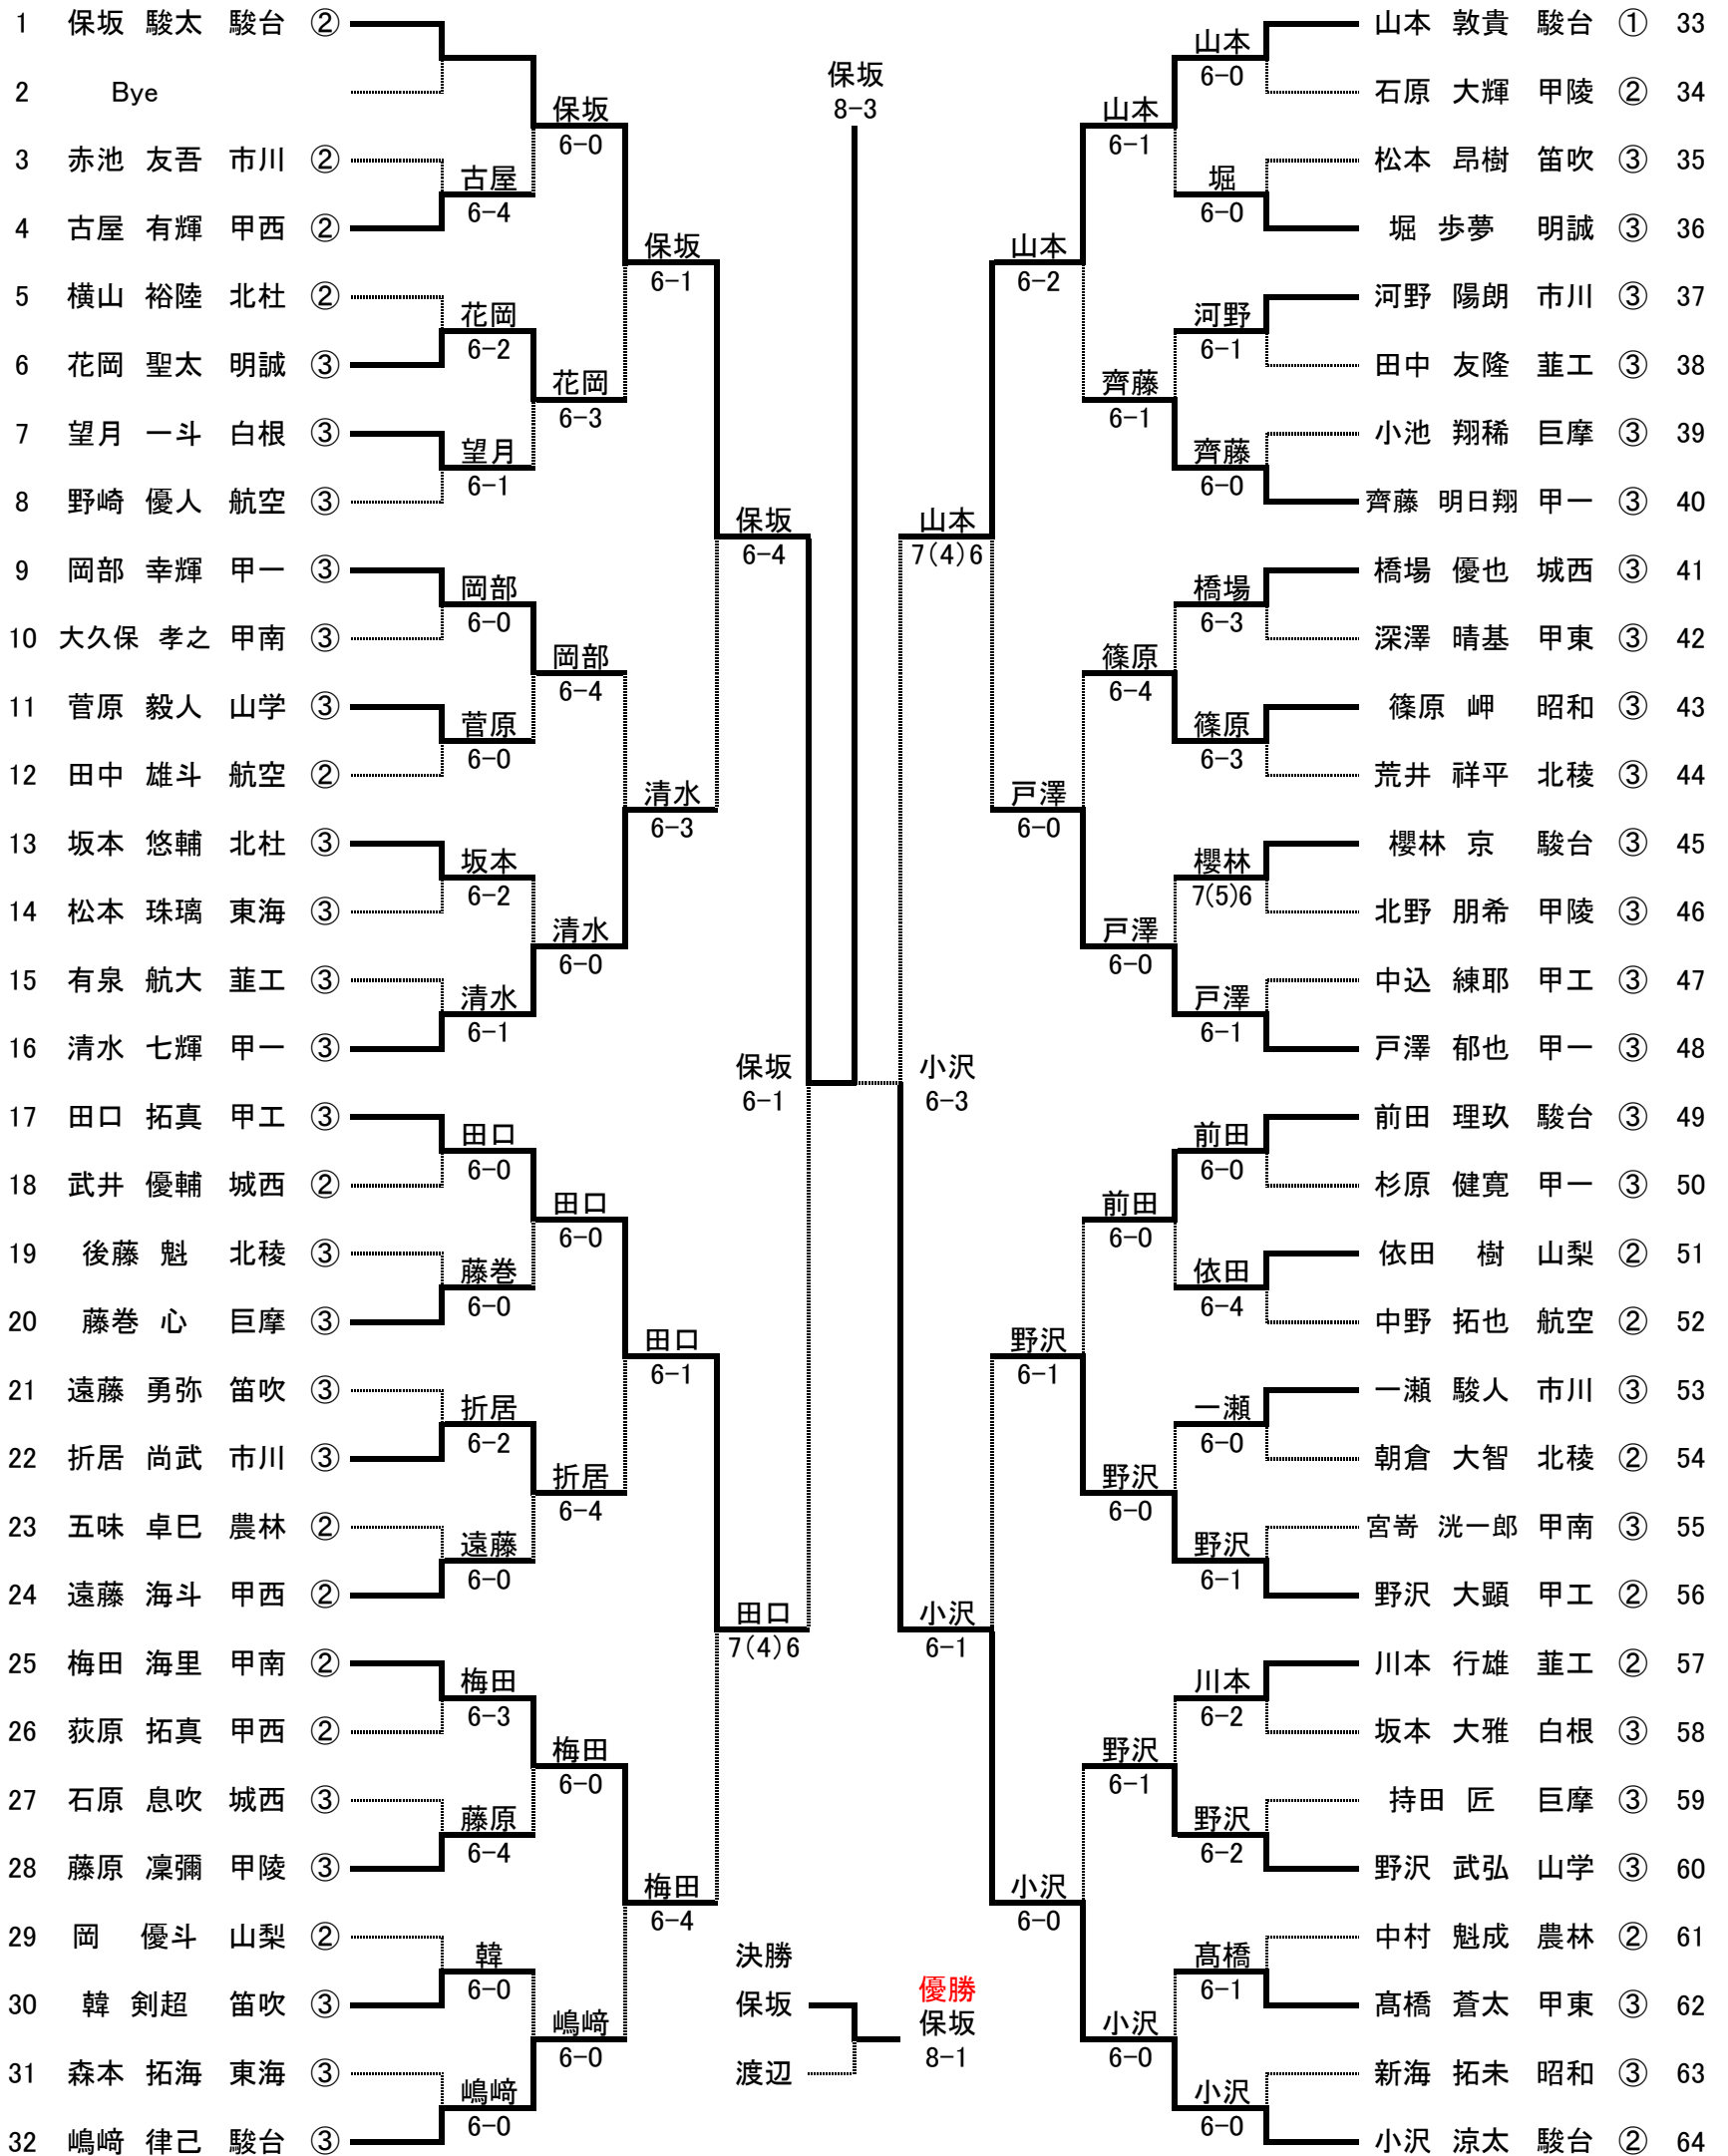 1 保坂 駿太 駿台 ②
2 Bye
3 赤池 友吾 市川 ②
4 古屋 有輝 甲西 ②
5 横山 裕陸 北杜 ②
6 花岡 聖太 明誠 ③
7 望月 一斗 白根 ③
8 野崎 優人 航空 ③
9 岡部 幸輝 甲一 ③
10 大久保 孝之 甲南 ③
11 菅原 毅人 山学 ③
12 田中 雄斗 航空 ②
13 坂本 悠輔 北杜 ③
14 松本 珠璃 東海 ③
15 有泉 航大 韮工 ③
16 清水 七輝 甲一 ③
17 田口 拓真 甲工 ③
18 武井 優輔 城西 ②
19 後藤 魁 北稜 ③
20 藤巻 心 巨摩 ③
21 遠藤 勇弥 笛吹 ③
22 折居 尚武 市川 ③
23 五味 卓巳 農林 ②
24 遠藤 海斗 甲西 ②
25 梅田 海里 甲南 ②
26 荻原 拓真 甲西 ②
27 石原 息吹 城西 ③
28 藤原 凜彌 甲陵 ③
29 岡 優斗 山梨 ②
30 韓 剣超 笛吹 ③
31 森本 拓海 東海 ③
32 嶋﨑 律己 駿台 ③
古屋
6-4
花岡
6-2
望月
6-1
岡部
6-0
菅原
6-0
坂本
6-2
清水
6-1
田口
6-0
藤巻
6-0
折居
6-2
遠藤
6-0
梅田
6-3
藤原
6-4
韓
6-0
嶋﨑
6-0
保坂
6-0
花岡
6-3
岡部
6-4
清水
6-0
田口
6-0
折居
6-4
梅田
6-0
嶋﨑
6-0
保坂
6-1
清水
6-3
田口
6-1
梅田
6-4
保坂
6-4
田口
7(4)6
保坂
6-1
保坂
8-3
小沢
6-3
山本
7(4)6
小沢
6-1
山本
6-2
戸澤
6-0
野沢
6-1
小沢
6-0
山本
6-1
齊藤
6-1
篠原
6-4
戸澤
6-0
前田
6-0
野沢
6-0
野沢
6-1
小沢
6-0
山本
6-0
堀
6-0
河野
6-1
齊藤
6-0
橋場
6-3
篠原
6-3
櫻林
7(5)6
戸澤
6-1
前田
6-0
依田
6-4
一瀬
6-0
野沢
6-1
川本
6-2
野沢
6-2
髙橋
6-1
小沢
6-0
山本 敦貴 駿台 ① 33
石原 大輝 甲陵 ② 34
松本 昂樹 笛吹 ③ 35
堀 歩夢 明誠 ③ 36
河野 陽朗 市川 ③ 37
田中 友隆 韮工 ③ 38
小池 翔稀 巨摩 ③ 39
齊藤 明日翔 甲一 ③ 40
橋場 優也 城西 ③ 41
深澤 晴基 甲東 ③ 42
篠原 岬 昭和 ③ 43
荒井 祥平 北稜 ③ 44
櫻林 京 駿台 ③ 45
北野 朋希 甲陵 ③ 46
中込 練耶 甲工 ③ 47
戸澤 郁也 甲一 ③ 48
前田 理玖 駿台 ③ 49
杉原 健寛 甲一 ③ 50
依田 樹 山梨 ② 51
中野 拓也 航空 ② 52
一瀬 駿人 市川 ③ 53
朝倉 大智 北稜 ② 54
宮嵜 洸一郎 甲南 ③ 55
野沢 大顕 甲工 ② 56
川本 行雄 韮工 ② 57
坂本 大雅 白根 ③ 58
持田 匠 巨摩 ③ 59
野沢 武弘 山学 ③ 60
中村 魁成 農林 ② 61
髙橋 蒼太 甲東 ③ 62
新海 拓未 昭和 ③ 63
小沢 涼太 駿台 ② 64
決勝
保坂
渡辺
優勝
保坂
8-1